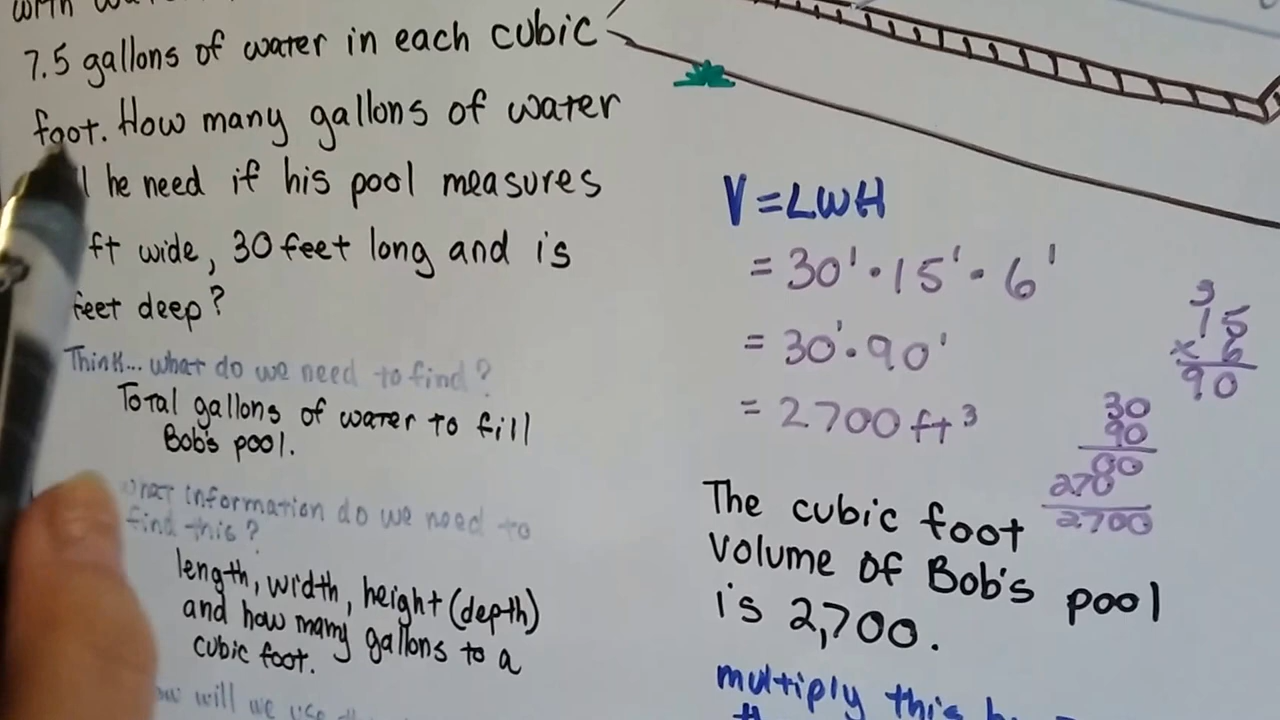 7.5 gallons of water in each cubic
foot. How many gallons of water
he need if his pool measures
ft wide, 30 feet long and is
feet deep?
Think... what do we need to find?
Total gallons of water to fill
Bob's pool.
information do we need to
find this?
length, width, height (depth)
and how many gallons to a
cubic foot.
will we use
V = LWH
= 30' · 15' · 6'
= 30' · 90'
= 2700 ft³
3
15
x 6
90
30
90
00
270
2700
The cubic foot
volume of Bob's pool
is 2,700.
multiply this